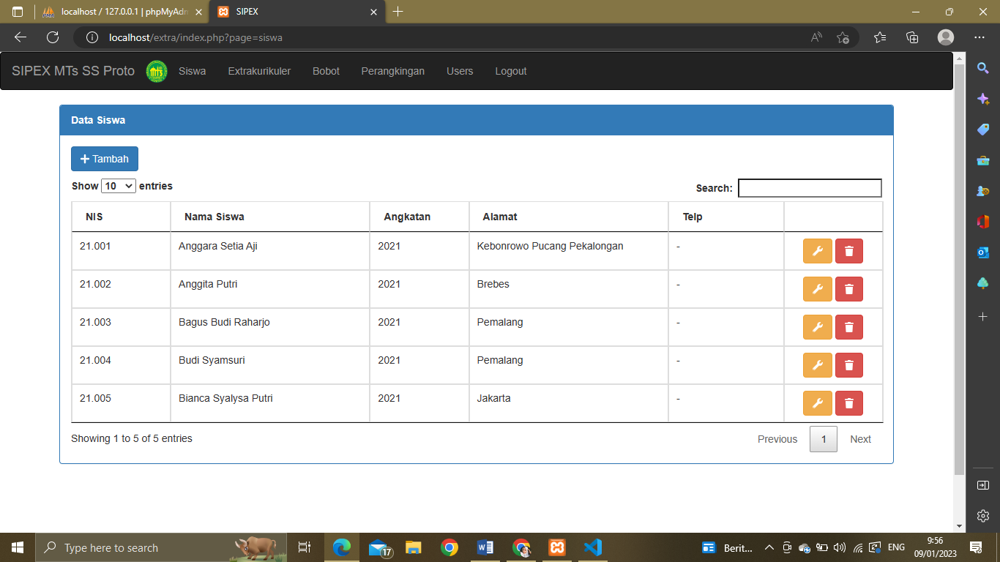 localhost / 127.0.0.1 | phpMyAdm
SIPEX
localhost/extra/index.php?page=siswa
SIPEX MTs SS Proto Siswa Extrakurikuler Bobot Perangkingan Users Logout
Data Siswa
Tambah
Show 10 entries
Search:
NIS Nama Siswa Angkatan Alamat Telp
21.001 Anggara Setia Aji 2021 Kebonrowo Pucang Pekalongan -
21.002 Anggita Putri 2021 Brebes -
21.003 Bagus Budi Raharjo 2021 Pemalang -
21.004 Budi Syamsuri 2021 Pemalang -
21.005 Bianca Syalysa Putri 2021 Jakarta -
Showing 1 to 5 of 5 entries
Previous 1 Next
Type here to search
17
Berit... ENG
9:56
09/01/2023